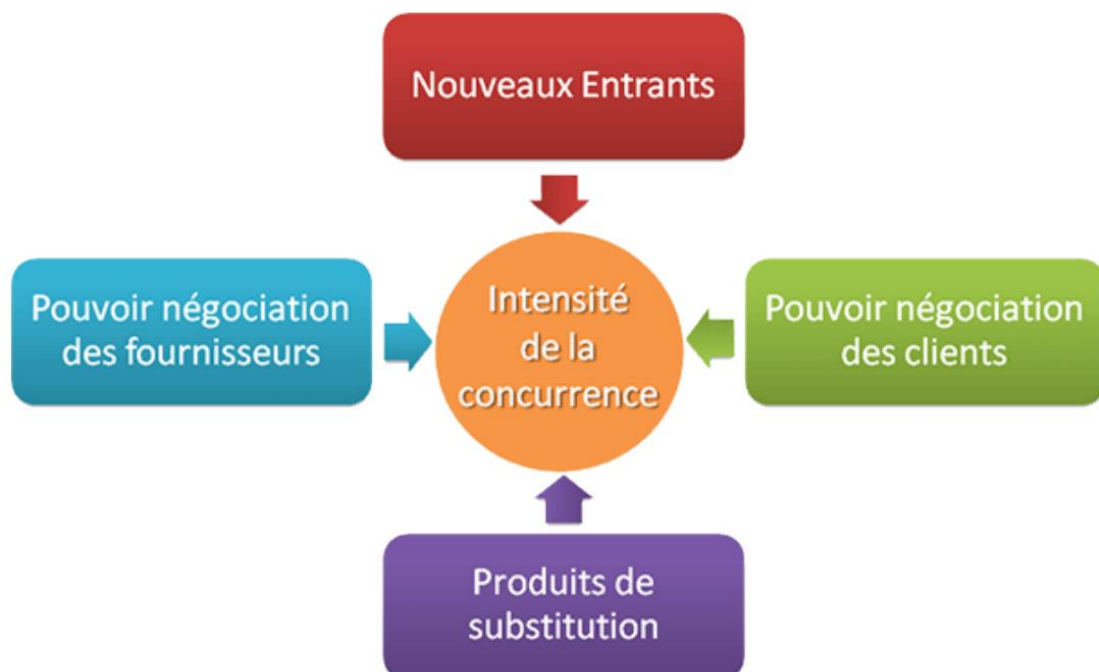 Nouveaux Entrants
Pouvoir négociation
des fournisseurs
Intensité
de la
concurrence
Pouvoir négociation
des clients
Produits de
substitution